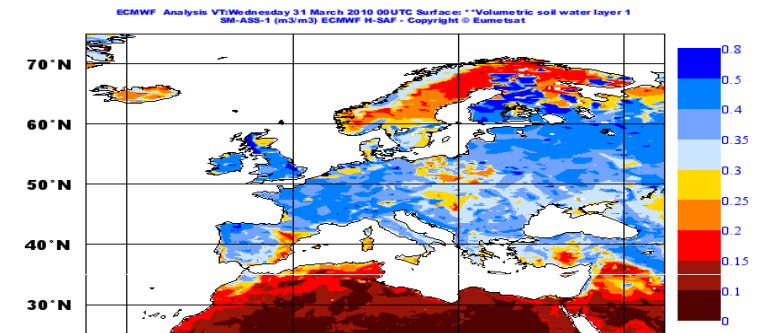 ECMWF Analysis VT:Wednesday 31 March 2010 00UTC Surface: **Volumetric soil water layer 1
SM-ASS-1 (m3/m3) ECMWF H-SAF - Copyright © Eumetsat
70°N
60°N
50°N
40°N
30°N
0.8
0.5
0.4
0.35
0.3
0.25
0.2
0.15
0.1
0